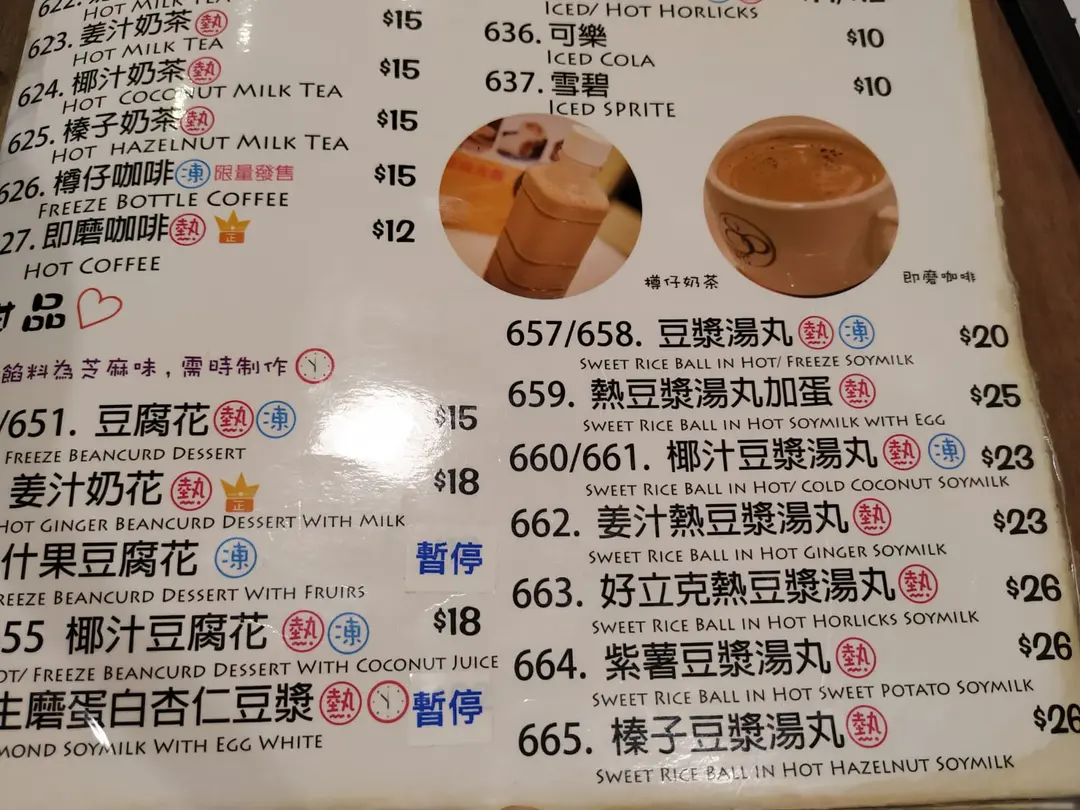 HOT MILK TEA
623. 姜汁奶茶 熱 $15
HOT MILK TEA
624. 椰汁奶茶 熱 $15
HOT COCONUT MILK TEA
625. 榛子奶茶 熱 $15
HOT HAZELNUT MILK TEA
626. 樽仔咖啡 凍 限量發售 $15
FREEZE BOTTLE COFFEE
27. 即磨咖啡 熱 正 $12
HOT COFFEE
品
餡料為芝麻味，需時制作
/651. 豆腐花 熱 凍 $15
FREEZE BEANCURD DESSERT
姜汁奶花 熱 正 $18
HOT GINGER BEANCURD DESSERT WITH MILK
什果豆腐花 凍 暫停
FREEZE BEANCURD DESSERT WITH FRUIRS
55 椰汁豆腐花 熱 凍 $18
OT/ FREEZE BEANCURD DESSERT WITH COCONUT JUICE
生磨蛋白杏仁豆漿 熱 暫停
MOND SOYMILK WITH EGG WHITE
ICED/ HOT HORLICKS
636. 可樂 $10
ICED COLA
637. 雪碧 $10
ICED SPRITE
樽仔奶茶
即磨咖啡
657/658. 豆漿湯丸 熱 凍 $20
SWEET RICE BALL IN HOT/ FREEZE SOYMILK
659. 熱豆漿湯丸加蛋 熱 $25
SWEET RICE BALL IN HOT SOYMILK WITH EGG
660/661. 椰汁豆漿湯丸 熱 凍 $23
SWEET RICE BALL IN HOT/ COLD COCONUT SOYMILK
662. 姜汁熱豆漿湯丸 熱 $23
SWEET RICE BALL IN HOT GINGER SOYMILK
663. 好立克熱豆漿湯丸 熱 $26
SWEET RICE BALL IN HOT HORLICKS SOYMILK
664. 紫薯豆漿湯丸 熱 $26
SWEET RICE BALL IN HOT SWEET POTATO SOYMILK
665. 榛子豆漿湯丸 熱 $26
SWEET RICE BALL IN HOT HAZELNUT SOYMILK